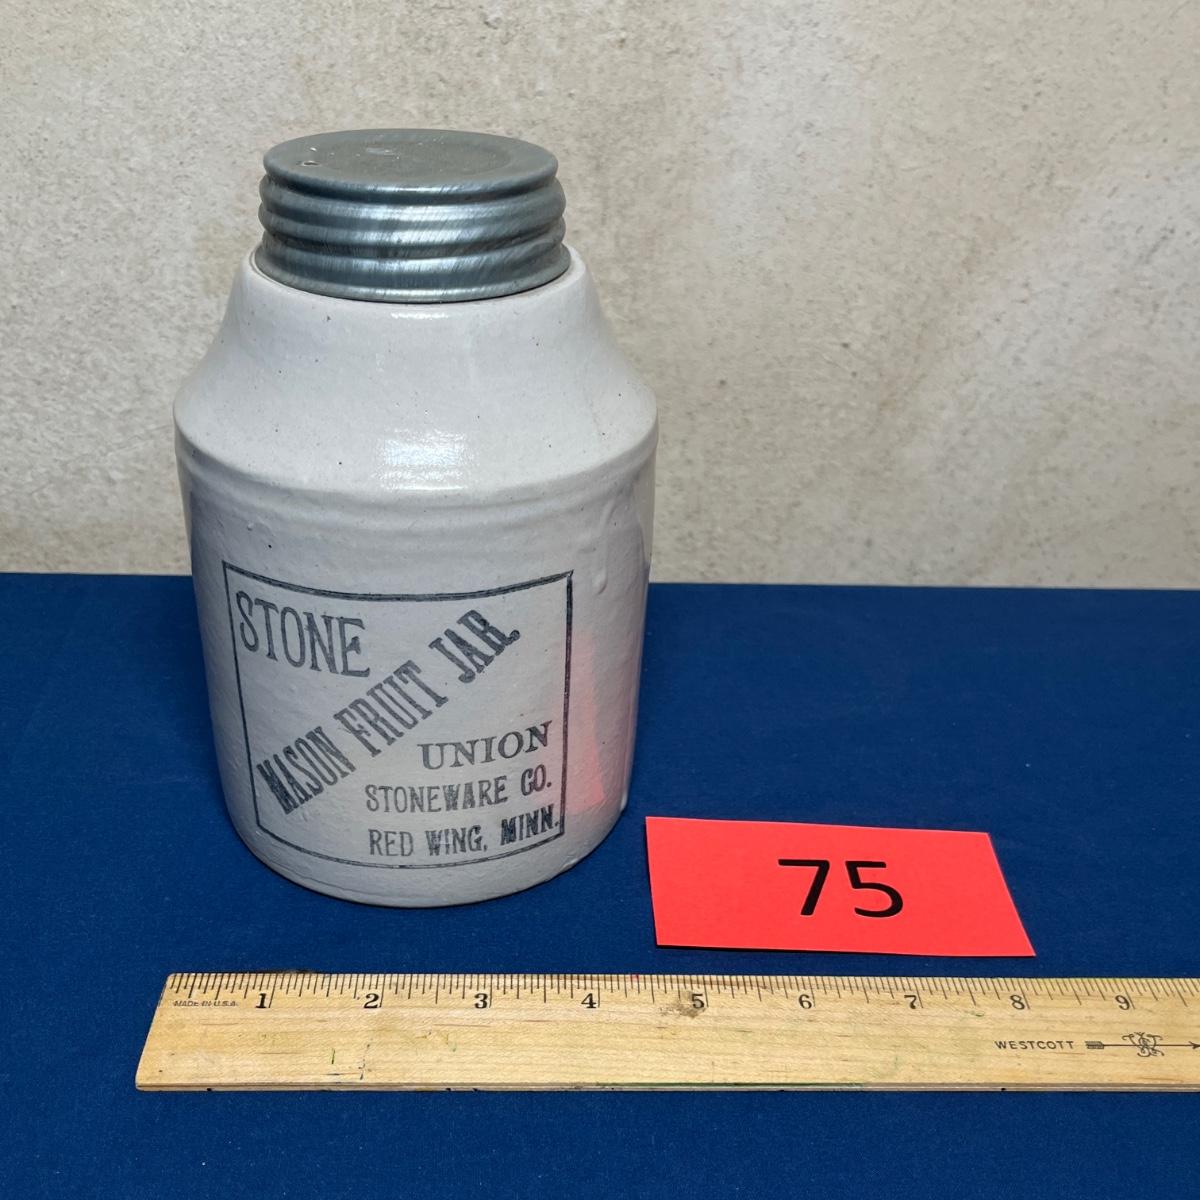 STONE
MASON FRUIT JAR.
UNION
STONEWARE CO.
RED WING, MINN.
75
MADE IN U.S.A.
1 2 3 4 5 6 7 8 9
WESTCOTT